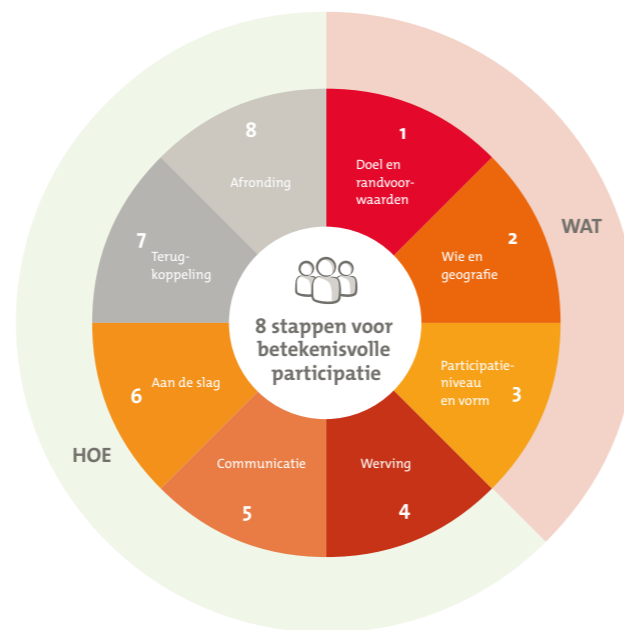 8 stappen voor
betekenisvolle
participatie
WAT
1
Doel en
randvoor-
waarden
2
Wie en
geografie
Participatie-
niveau
en vorm
3
HOE
Werving
4
Communicatie
5
Aan de slag
6
7
Terug-
koppeling
8
Afronding